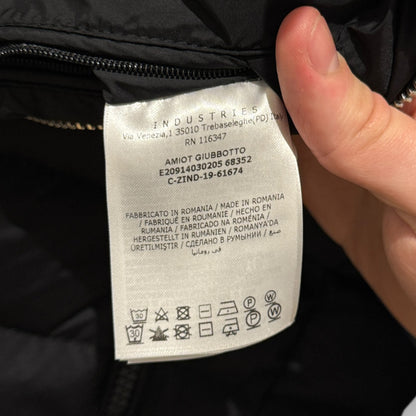 INDUSTRIES
Via Venezia,1 35010 Trebaseleghe(PD) Italy
RN 116347
AMIOT GIUBBOTTO
E20914030205 68352
C-ZIND-19-61674
FABBRICATO IN ROMANIA / MADE IN ROMANIA
/ FABRIQUÉ EN ROUMANIE / HECHO EN
RUMANIA / FABRICADO NA ROMÉNIA /
HERGESTELLT IN RUMÄNIEN / ROMANYA'DA
ÜRETILMIŞTIR / СДЕЛАНО В РУМЫНИИ / صنع
في رومانيا
30 P W
30 P W